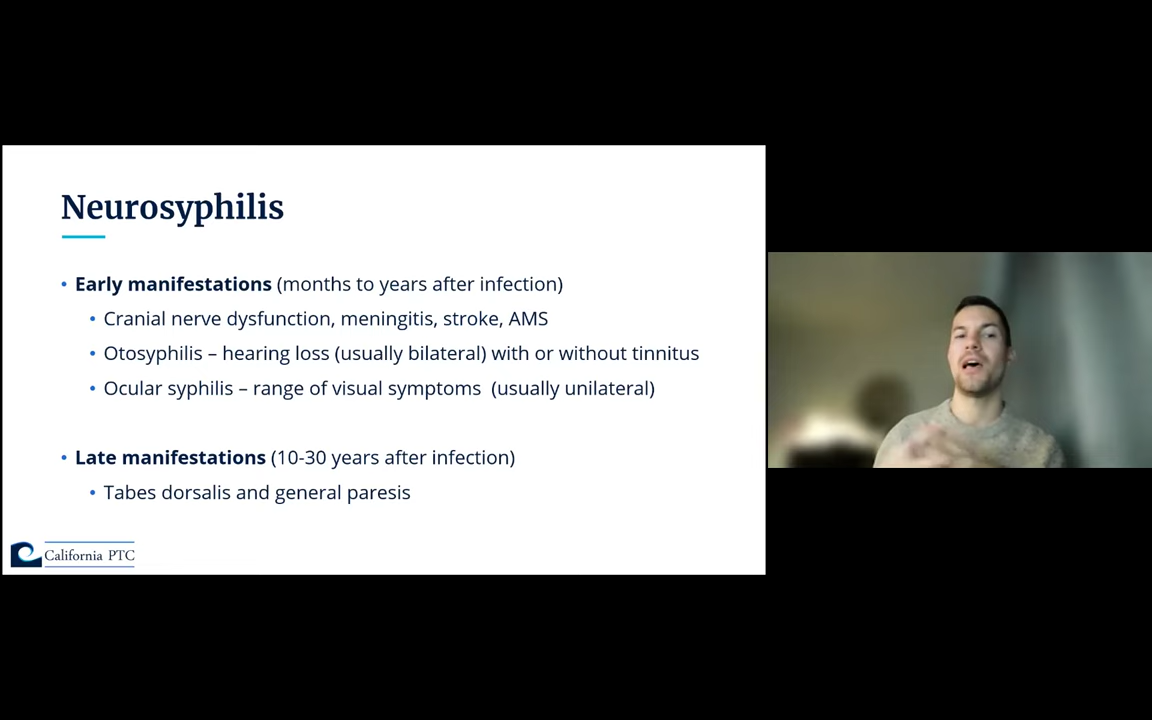 Neurosyphilis
• Early manifestations (months to years after infection)
• Cranial nerve dysfunction, meningitis, stroke, AMS
• Otosyphilis – hearing loss (usually bilateral) with or without tinnitus
• Ocular syphilis – range of visual symptoms (usually unilateral)
• Late manifestations (10-30 years after infection)
• Tabes dorsalis and general paresis
California PTC